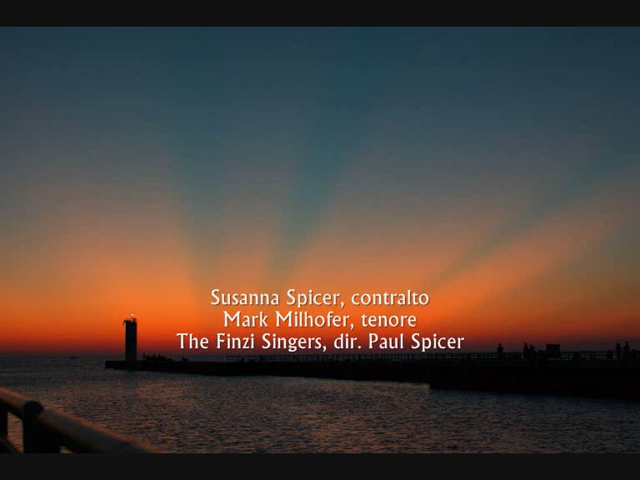 Susanna Spicer, contralto
Mark Milhofer, tenore
The Finzi Singers, dir. Paul Spicer